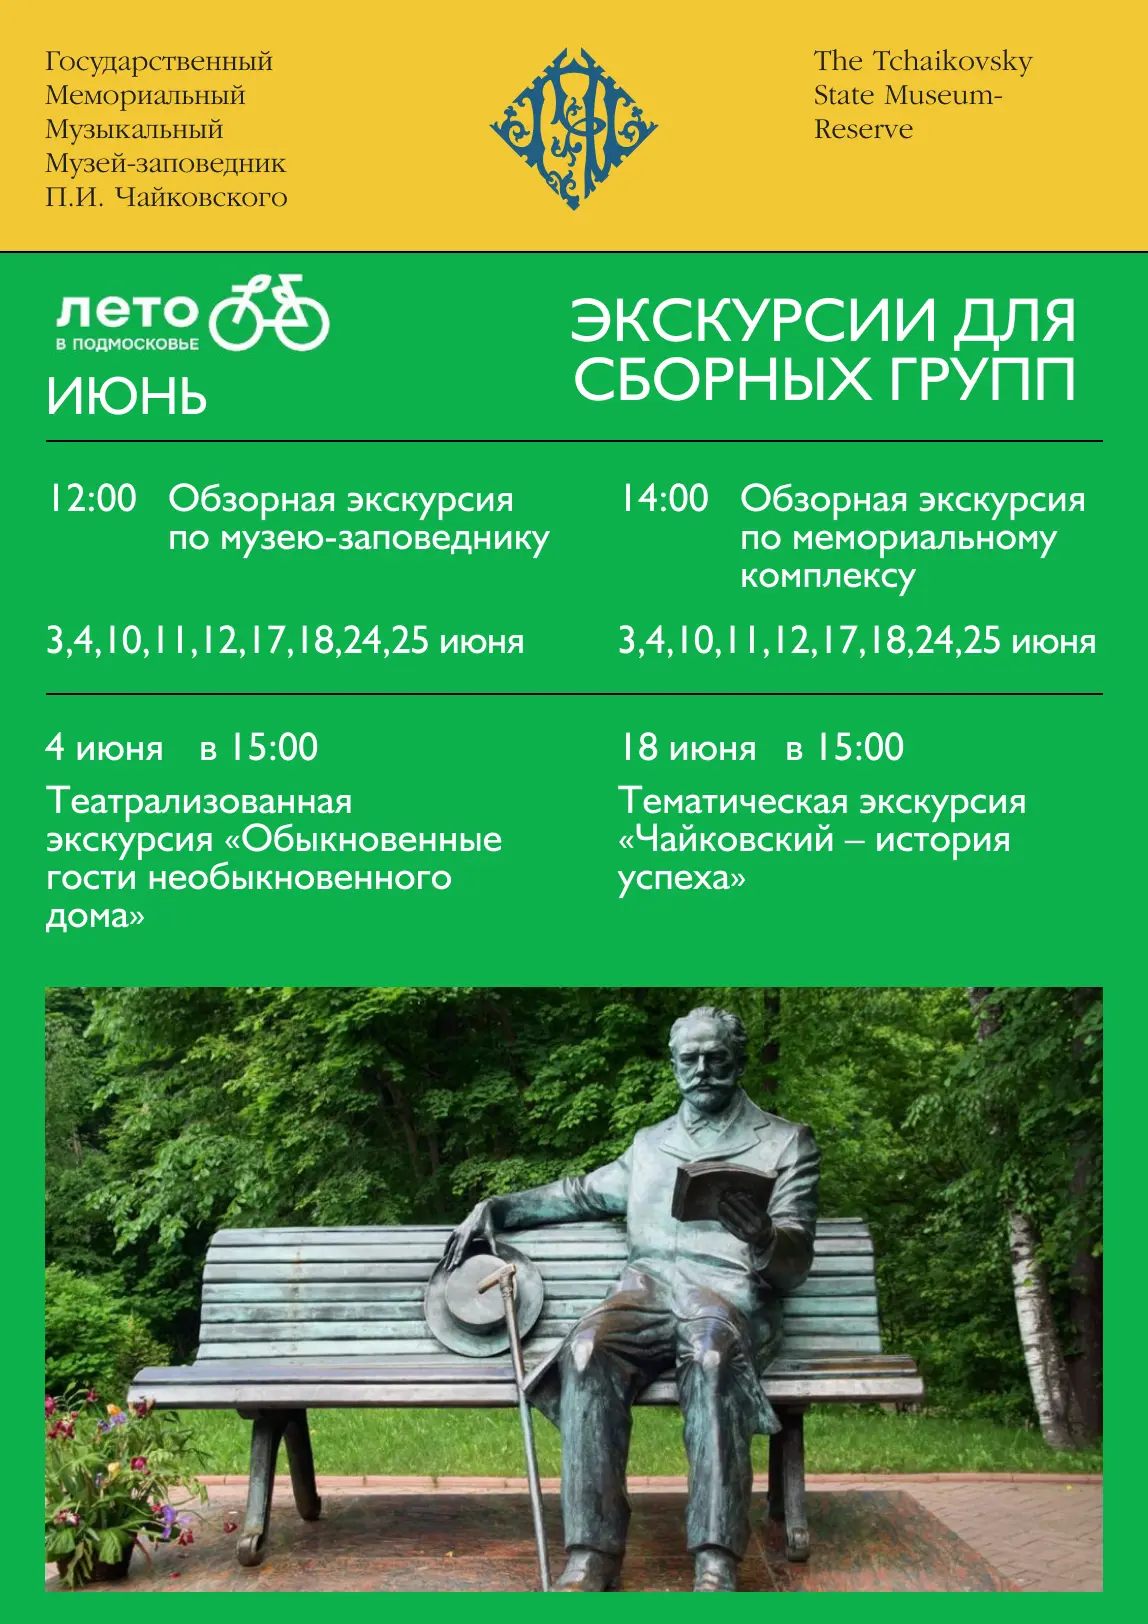 Государственный
Мемориальный
Музыкальный
Музей-заповедник
П.И. Чайковского
The Tchaikovsky
State Museum-
Reserve
лето
В ПОДМОСКОВЬЕ
ИЮНЬ
ЭКСКУРСИИ ДЛЯ
СБОРНЫХ ГРУПП
12:00 Обзорная экскурсия
по музею-заповеднику
3,4,10,11,12,17,18,24,25 июня
14:00 Обзорная экскурсия
по мемориальному
комплексу
3,4,10,11,12,17,18,24,25 июня
4 июня в 15:00
Театрализованная
экскурсия «Обыкновенные
гости необыкновенного
дома»
18 июня в 15:00
Тематическая экскурсия
«Чайковский – история
успеха»